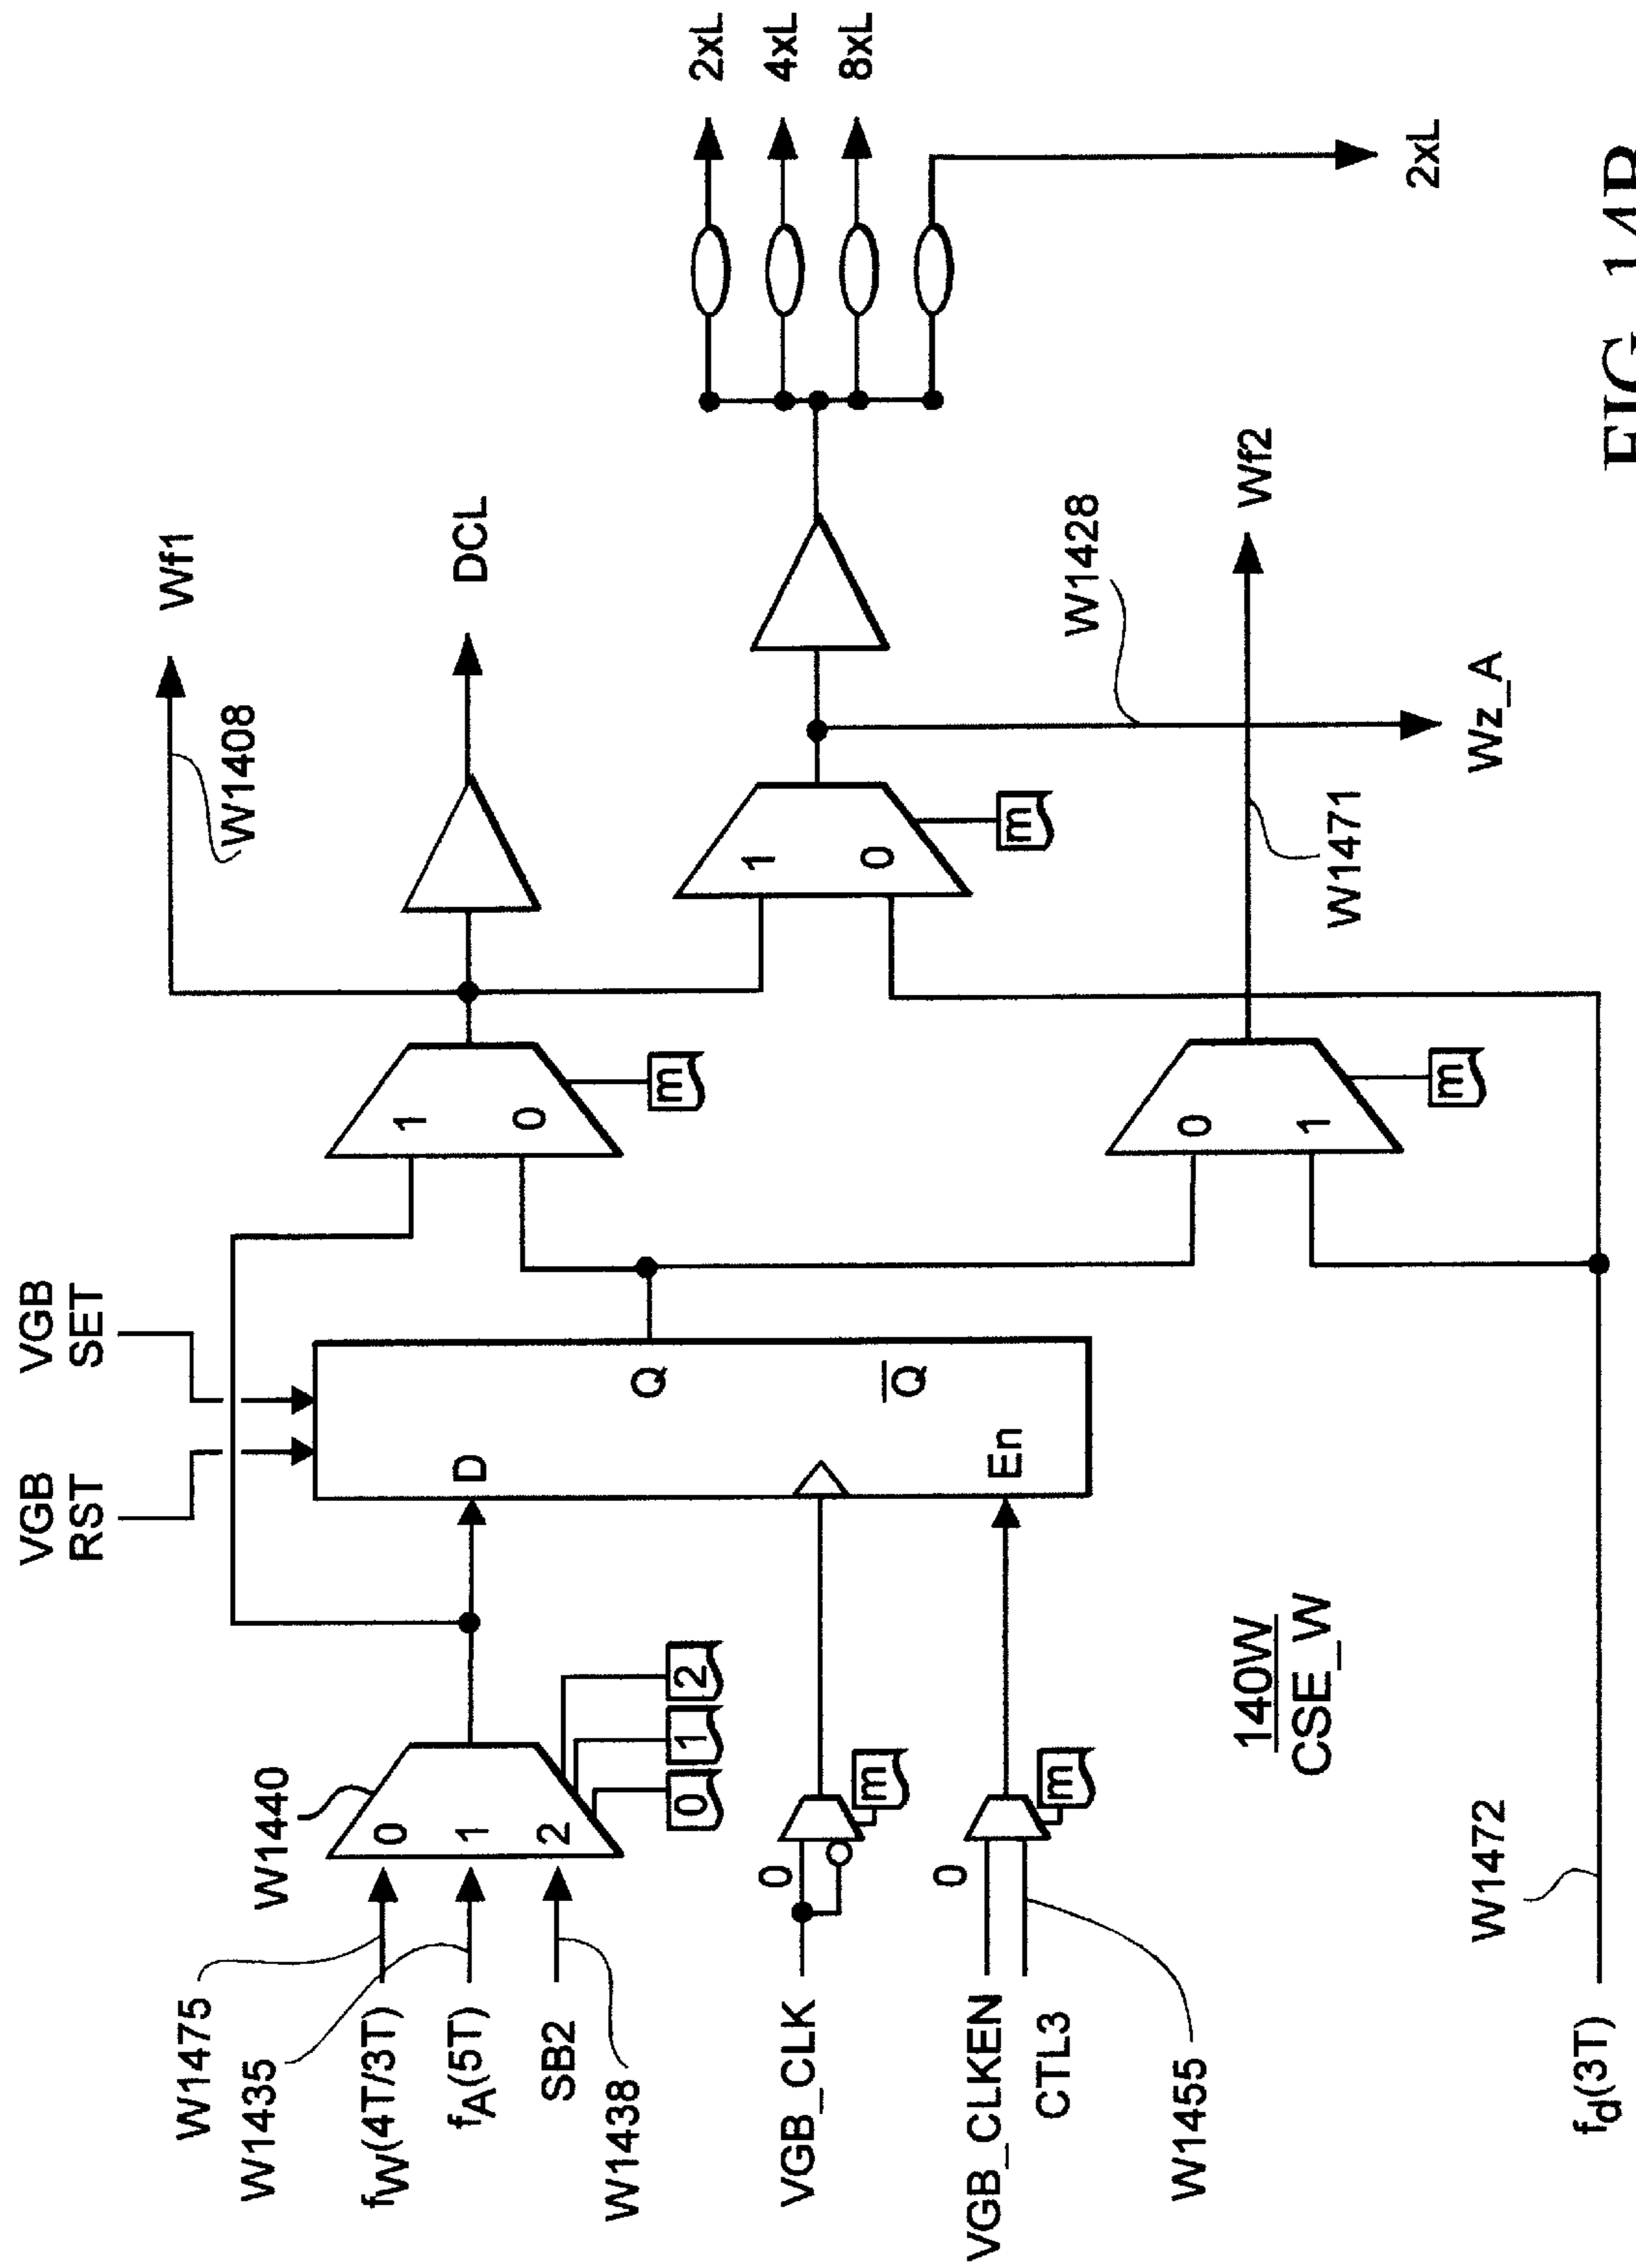 VGB
RST
VGB
SET
W1475
W1435
fW(4T/3T)
fA(5T)
SB2
W1438
W1440
0
1
2
0
1
2
D
Q
Q
En
VGB_CLK
0
m
VGB_CLKEN
CTL3
0
m
W1455
1
0
m
Wf1
W1408
DCL
1
0
m
2xL
4xL
8xL
2xL
W1428
Wz_A
0
1
m
Wf2
W1471
fd(3T)
W1472
140W
CSE_W
FIG. 14B